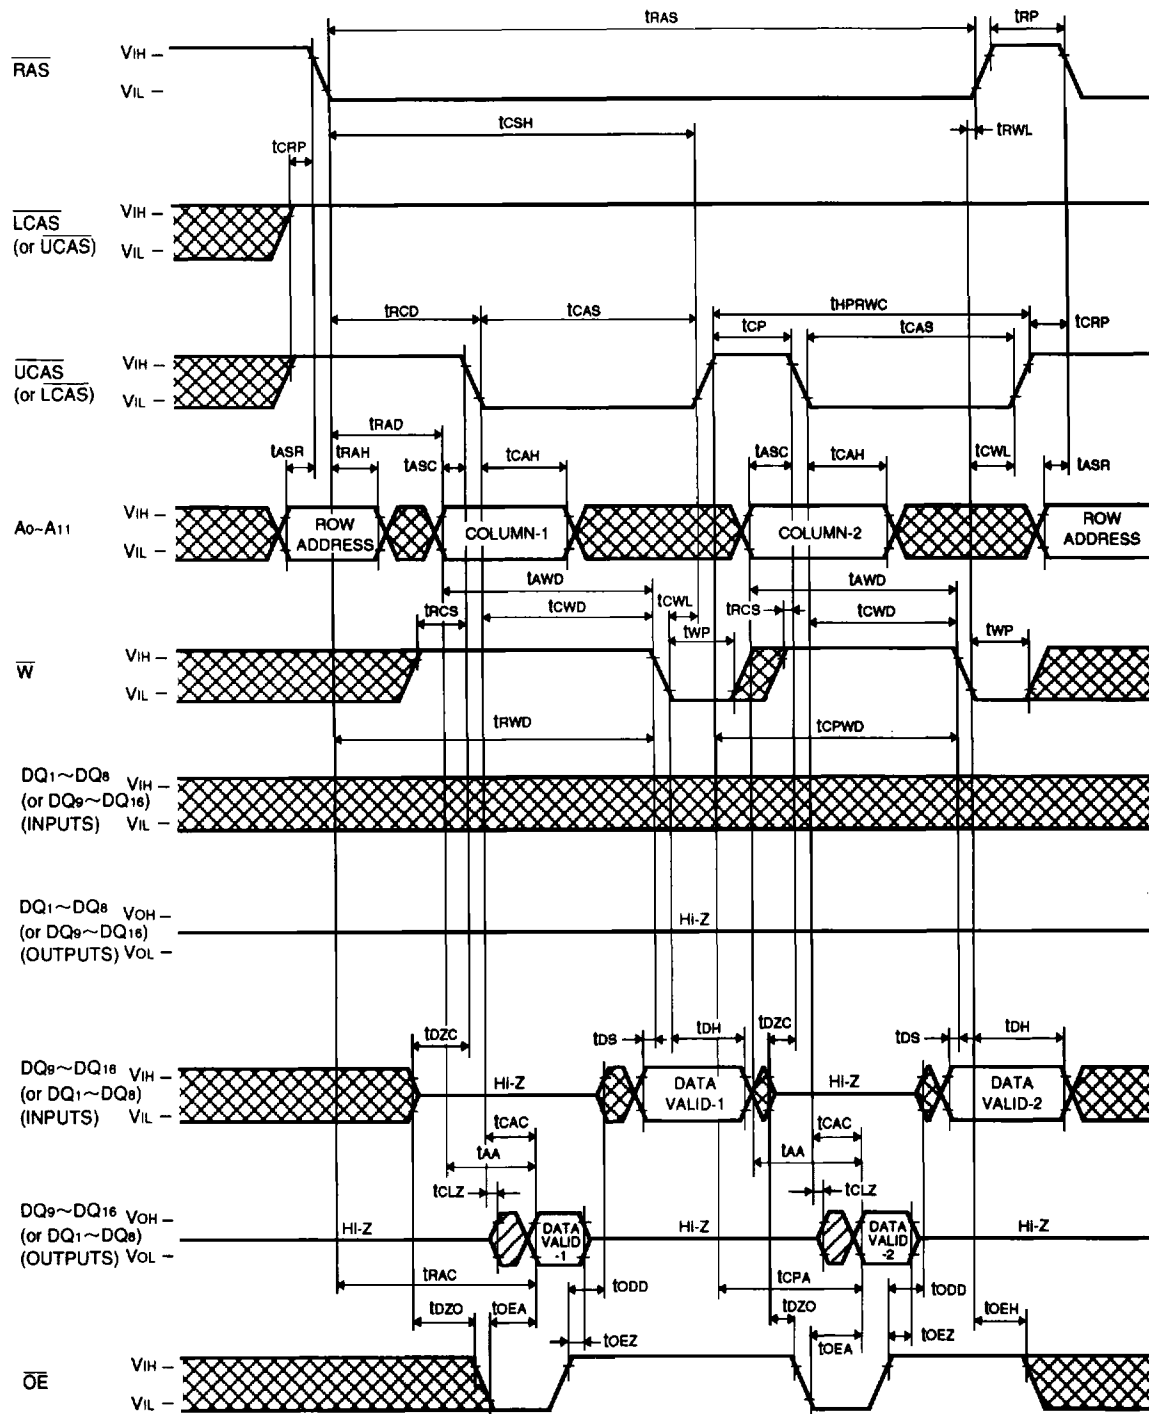 tRAS
tRP
RAS
VIH –
VIL –
tCSH
tRWL
tCRP
LCAS
(or UCAS)
VIH –
VIL –
tRCD
tCAS
tHPRWC
tCP
tCAS
tCRP
UCAS
(or LCAS)
VIH –
VIL –
tRAD
tASR
tRAH
tASC
tCAH
tASC
tCAH
tCWL
tASR
A0~A11
VIH –
VIL –
ROW
ADDRESS
COLUMN-1
COLUMN-2
ROW
ADDRESS
tAWD
tAWD
tRCS
tCWD
tCWL
tRCS
tCWD
tWP
tWP
W
VIH –
VIL –
tRWD
tCPWD
DQ1~DQ8
(or DQ9~DQ16)
(INPUTS)
VIH –
VIL –
DQ1~DQ8
(or DQ9~DQ16)
(OUTPUTS)
VOH –
VOL –
Hi-Z
tDZC
tDS
tDH
tDZC
tDS
tDH
DQ9~DQ16
(or DQ1~DQ8)
(INPUTS)
VIH –
VIL –
Hi-Z
DATA
VALID-1
Hi-Z
DATA
VALID-2
tCAC
tCAC
tAA
tAA
tCLZ
tCLZ
DQ9~DQ16
(or DQ1~DQ8)
(OUTPUTS)
VOH –
VOL –
Hi-Z
DATA
VALID
-1
Hi-Z
DATA
VALID
-2
Hi-Z
tRAC
tODD
tCPA
tODD
tDZO
tOEA
tDZO
tOEH
tOEZ
tOEA
tOEZ
OE
VIH –
VIL –